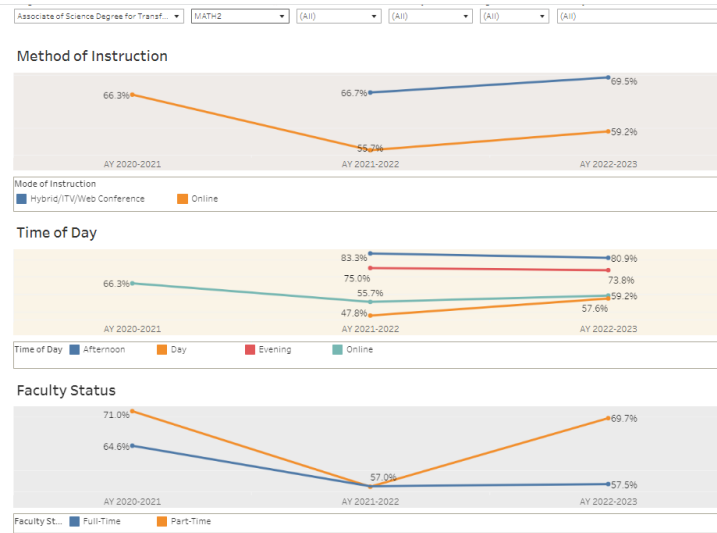 Associate of Science Degree for Transf... MATH2 (All) (All) (All) (All)
Method of Instruction
66.3% 66.7% 69.5%
55.7% 59.2%
AY 2020-2021 AY 2021-2022 AY 2022-2023
Mode of Instruction
Hybrid/ITV/Web Conference Online
Time of Day
83.3% 80.9%
75.0% 73.8%
66.3% 55.7% 59.2%
47.8% 57.6%
AY 2020-2021 AY 2021-2022 AY 2022-2023
Time of Day Afternoon Day Evening Online
Faculty Status
71.0% 69.7%
64.6% 57.0% 57.5%
AY 2020-2021 AY 2021-2022 AY 2022-2023
Faculty St... Full-Time Part-Time